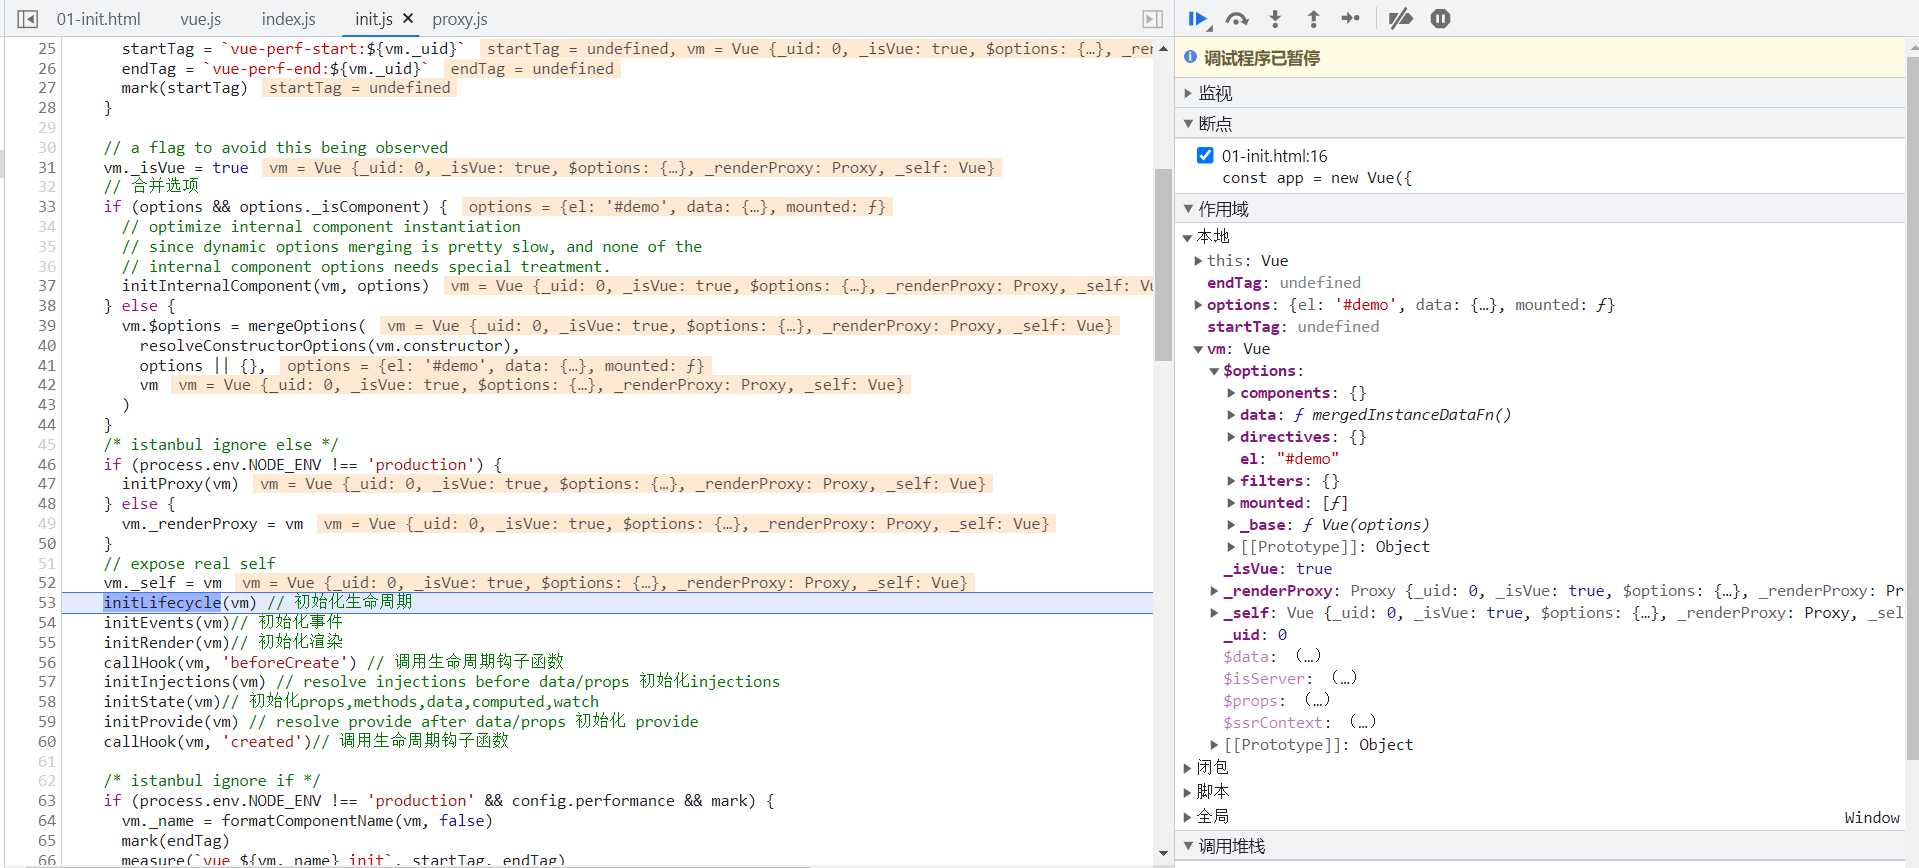 01-init.html vue.js index.js init.js × proxy.js
25 startTag = `vue-perf-start:${vm._uid}` startTag = undefined, vm = Vue {_uid: 0, _isVue: true, $options: {…}, _rer
26 endTag = `vue-perf-end:${vm._uid}` endTag = undefined
27 mark(startTag) startTag = undefined
28 }
29
30 // a flag to avoid this being observed
31 vm._isVue = true vm = Vue {_uid: 0, _isVue: true, $options: {…}, _renderProxy: Proxy, _self: Vue}
32 // 合并选项
33 if (options && options._isComponent) { options = {el: '#demo', data: {…}, mounted: ƒ}
34 // optimize internal component instantiation
35 // since dynamic options merging is pretty slow, and none of the
36 // internal component options needs special treatment.
37 initInternalComponent(vm, options) vm = Vue {_uid: 0, _isVue: true, $options: {…}, _renderProxy: Proxy, _self: Vu
38 } else {
39 vm.$options = mergeOptions( vm = Vue {_uid: 0, _isVue: true, $options: {…}, _renderProxy: Proxy, _self: Vue}
40 resolveConstructorOptions(vm.constructor),
41 options || {}, options = {el: '#demo', data: {…}, mounted: ƒ}
42 vm vm = Vue {_uid: 0, _isVue: true, $options: {…}, _renderProxy: Proxy, _self: Vue}
43 )
44 }
45 /* istanbul ignore else */
46 if (process.env.NODE_ENV !== 'production') {
47 initProxy(vm) vm = Vue {_uid: 0, _isVue: true, $options: {…}, _renderProxy: Proxy, _self: Vue}
48 } else {
49 vm._renderProxy = vm vm = Vue {_uid: 0, _isVue: true, $options: {…}, _renderProxy: Proxy, _self: Vue}
50 }
51 // expose real self
52 vm._self = vm vm = Vue {_uid: 0, _isVue: true, $options: {…}, _renderProxy: Proxy, _self: Vue}
53 initLifecycle(vm) // 初始化生命周期
54 initEvents(vm)// 初始化事件
55 initRender(vm)// 初始化渲染
56 callHook(vm, 'beforeCreate') // 调用生命周期钩子函数
57 initInjections(vm) // resolve injections before data/props 初始化injections
58 initState(vm)// 初始化props,methods,data,computed,watch
59 initProvide(vm) // resolve provide after data/props 初始化 provide
60 callHook(vm, 'created')// 调用生命周期钩子函数
61
62 /* istanbul ignore if */
63 if (process.env.NODE_ENV !== 'production' && config.performance && mark) {
64 vm._name = formatComponentName(vm, false)
65 mark(endTag)
66 measure(`vue ${vm._name} init`, startTag, endTag)
调试程序已暂停
监视
断点
01-init.html:16
const app = new Vue({
作用域
本地
this: Vue
endTag: undefined
options: {el: '#demo', data: {…}, mounted: ƒ}
startTag: undefined
vm: Vue
$options:
components: {}
data: ƒ mergedInstanceDataFn()
directives: {}
el: "#demo"
filters: {}
mounted: [ƒ]
_base: ƒ Vue(options)
[[Prototype]]: Object
_isVue: true
_renderProxy: Proxy {_uid: 0, _isVue: true, $options: {…}, _renderProxy: Pr
_self: Vue {_uid: 0, _isVue: true, $options: {…}, _renderProxy: Proxy, _sel
_uid: 0
$data: (…)
$isServer: (…)
$props: (…)
$ssrContext: (…)
[[Prototype]]: Object
闭包
脚本
全局 Window
调用堆栈